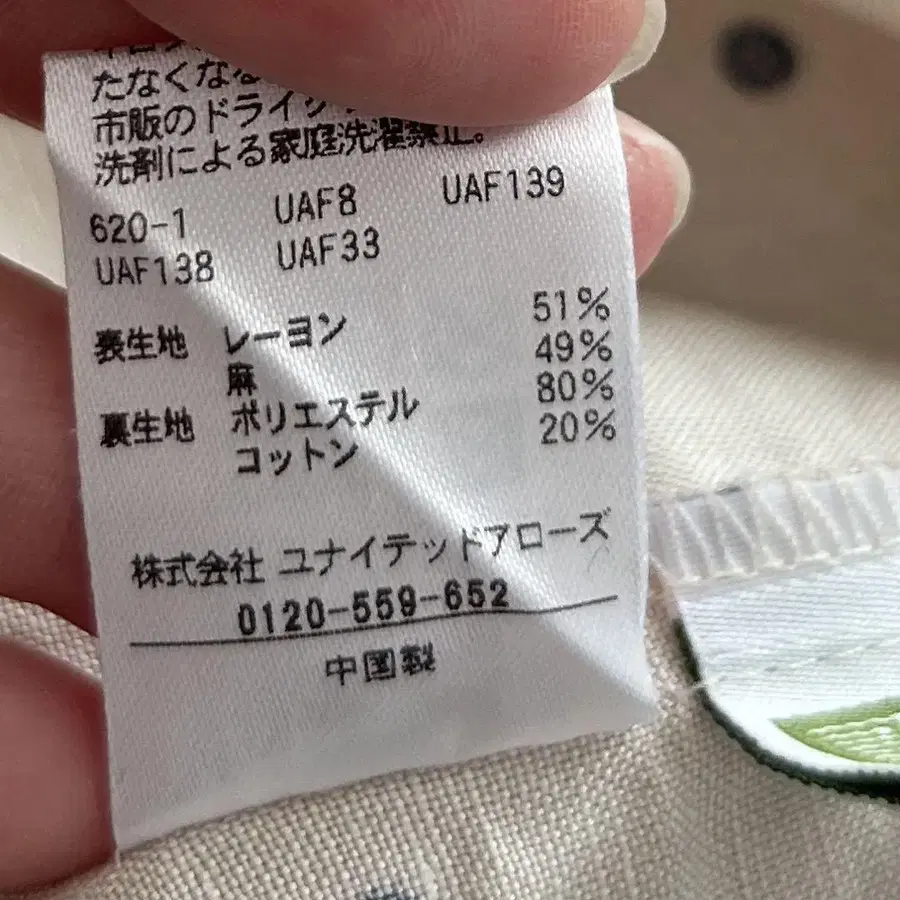 たなくなる
市販のドライ
洗剤による家庭洗濯禁止。
620-1 UAF8 UAF139
UAF138 UAF33
表生地 レーヨン 51%
麻 49%
裏生地 ポリエステル 80%
コットン 20%
株式会社 ユナイテッドアローズ
0120-559-652
中国製